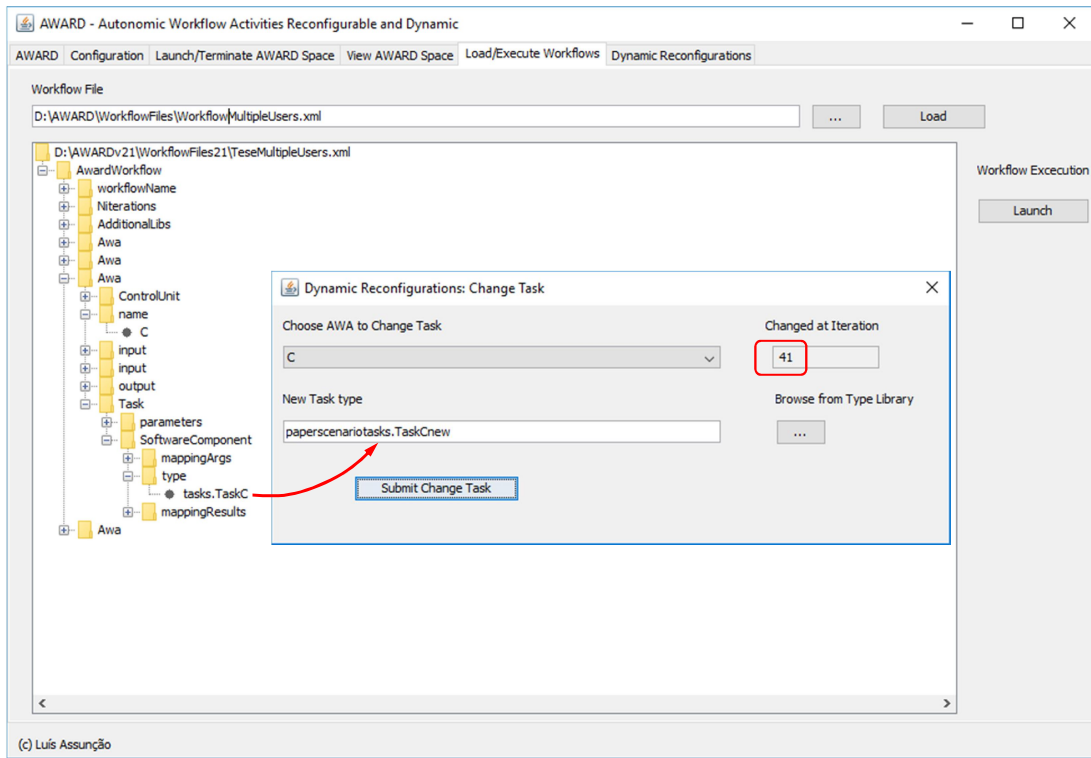 AWARD - Autonomic Workflow Activities Reconfigurable and Dynamic
AWARD Configuration Launch/Terminate AWARD Space View AWARD Space Load/Execute Workflows Dynamic Reconfigurations
Workflow File
D:\AWARD\WorkflowFiles\WorkflowMultipleUsers.xml ... Load
D:\AWARDv21\WorkflowFiles21\TeseMultipleUsers.xml
AwardWorkflow
workflowName
Niterations
AdditionalLibs
Awa
Awa
Awa
ControlUnit
name
C
input
input
output
Task
parameters
SoftwareComponent
mappingArgs
type
tasks.TaskC
mappingResults
Awa
Workflow Excecution
Launch
Dynamic Reconfigurations: Change Task
Choose AWA to Change Task Changed at Iteration
C 41
New Task type Browse from Type Library
paperscenariotasks.TaskCnew ...
Submit Change Task
(c) Luís Assunção